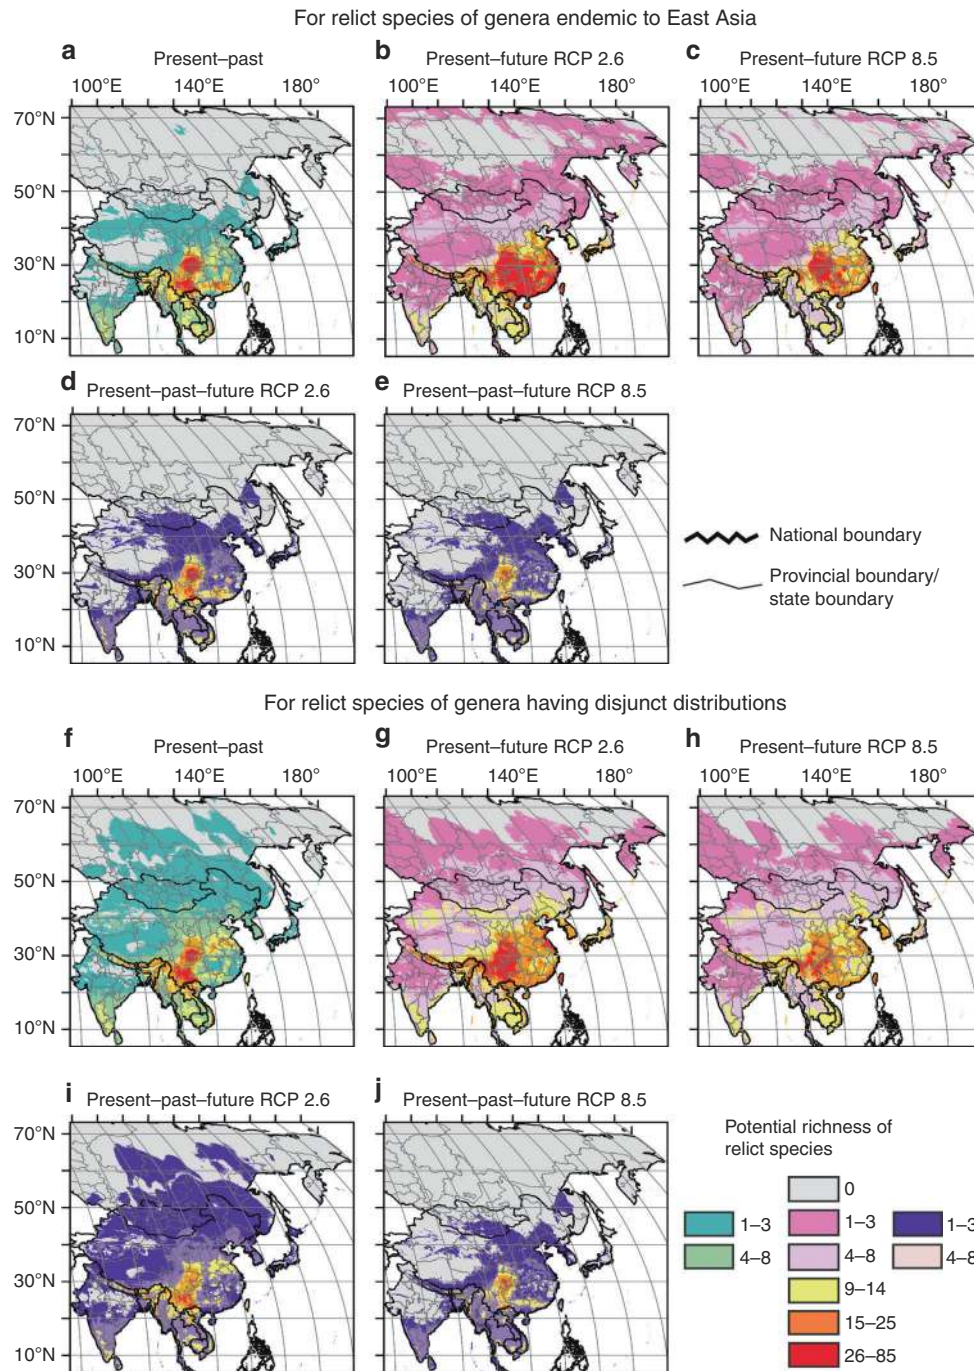 For relict species of genera endemic to East Asia
a
Present–past
b
Present–future RCP 2.6
c
Present–future RCP 8.5
100°E 140°E 180°
100°E 140°E 180°
100°E 140°E 180°
70°N
50°N
30°N
10°N
d
Present–past–future RCP 2.6
e
Present–past–future RCP 8.5
70°N
50°N
30°N
10°N
National boundary
Provincial boundary/
state boundary
For relict species of genera having disjunct distributions
f
Present–past
g
Present–future RCP 2.6
h
Present–future RCP 8.5
100°E 140°E 180°
100°E 140°E 180°
100°E 140°E 180°
70°N
50°N
30°N
10°N
i
Present–past–future RCP 2.6
j
Present–past–future RCP 8.5
70°N
50°N
30°N
10°N
Potential richness of
relict species
0
1–3 1–3 1–3
4–8 4–8 4–8
9–14
15–25
26–85